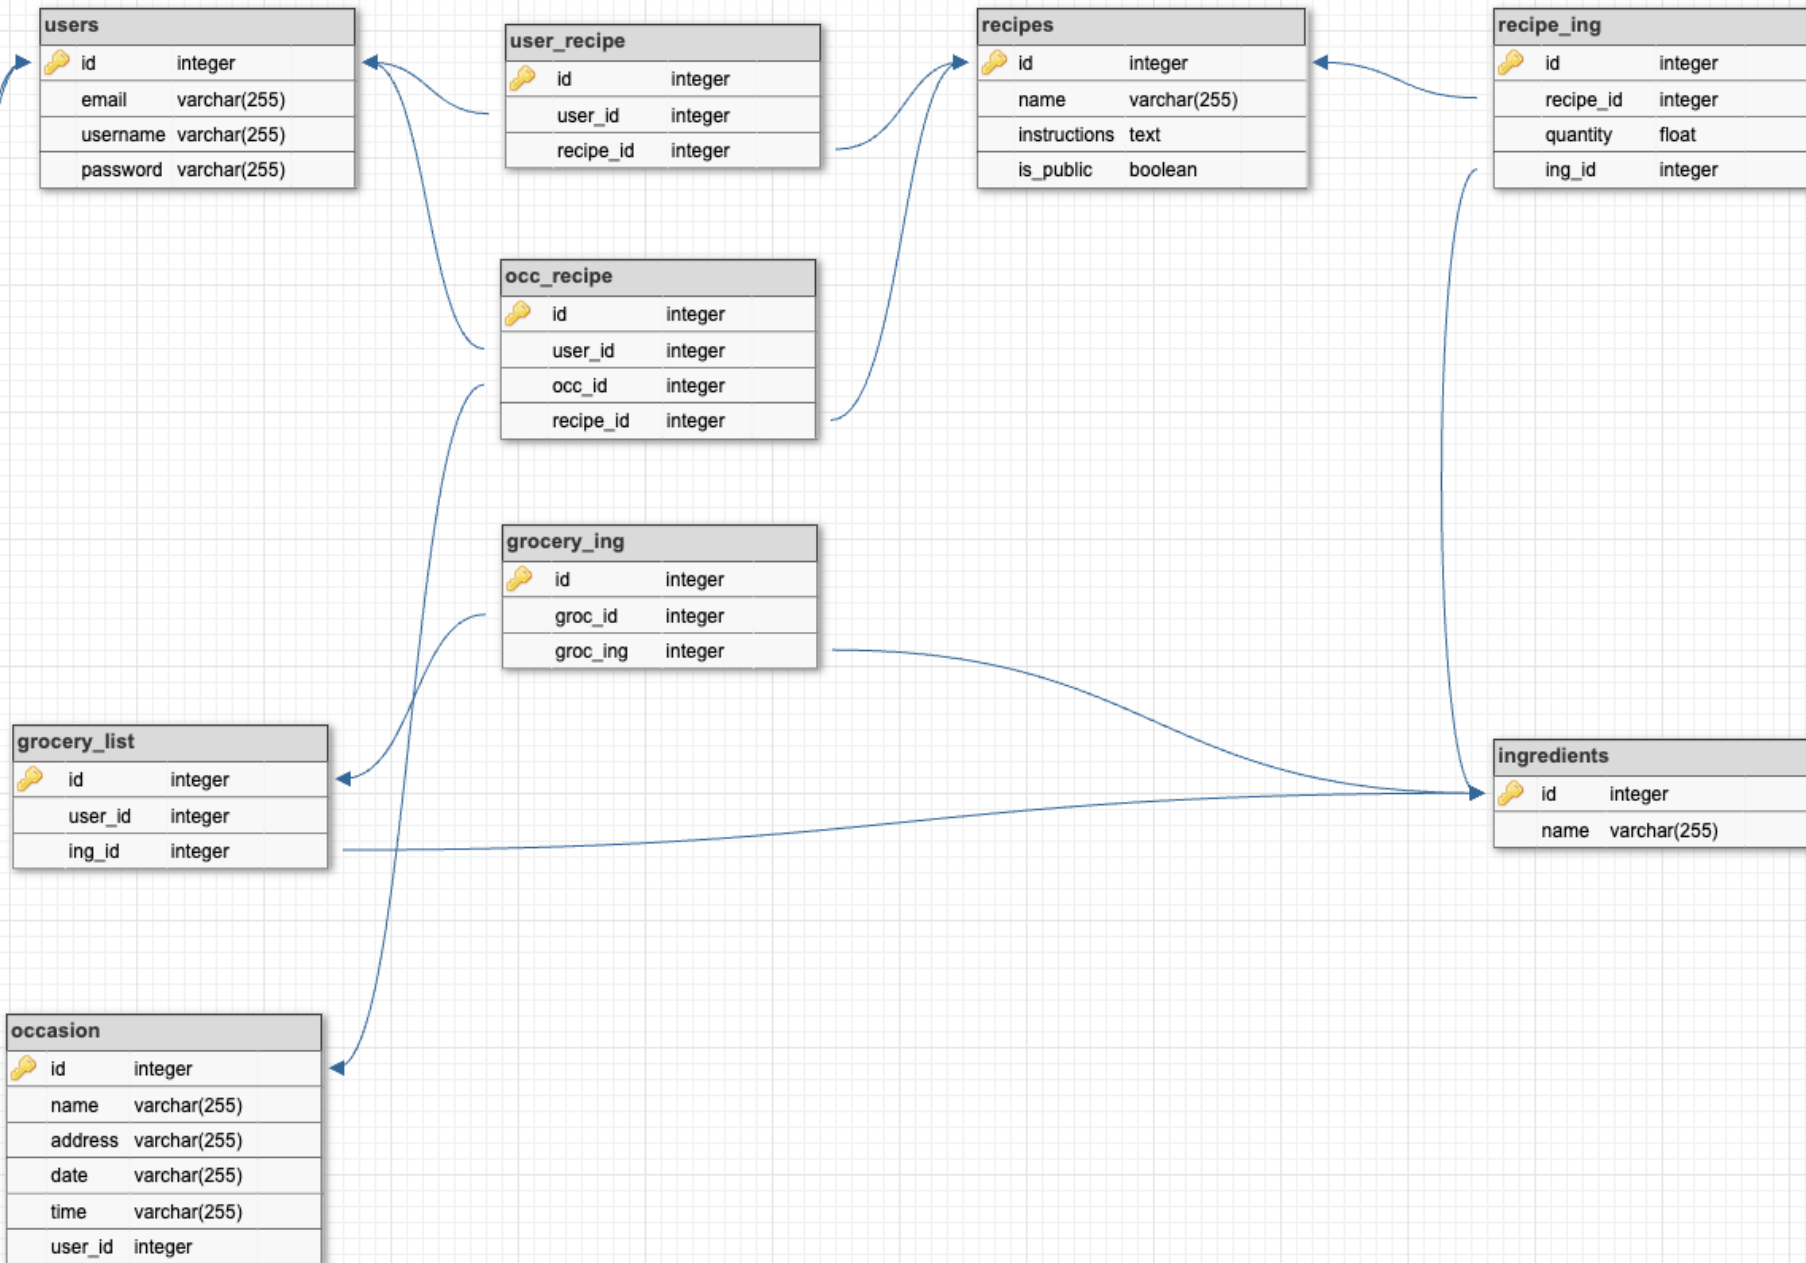 users
id integer
email varchar(255)
username varchar(255)
password varchar(255)
user_recipe
id integer
user_id integer
recipe_id integer
recipes
id integer
name varchar(255)
instructions text
is_public boolean
recipe_ing
id integer
recipe_id integer
quantity float
ing_id integer
occ_recipe
id integer
user_id integer
occ_id integer
recipe_id integer
grocery_ing
id integer
groc_id integer
groc_ing integer
grocery_list
id integer
user_id integer
ing_id integer
ingredients
id integer
name varchar(255)
occasion
id integer
name varchar(255)
address varchar(255)
date varchar(255)
time varchar(255)
user_id integer